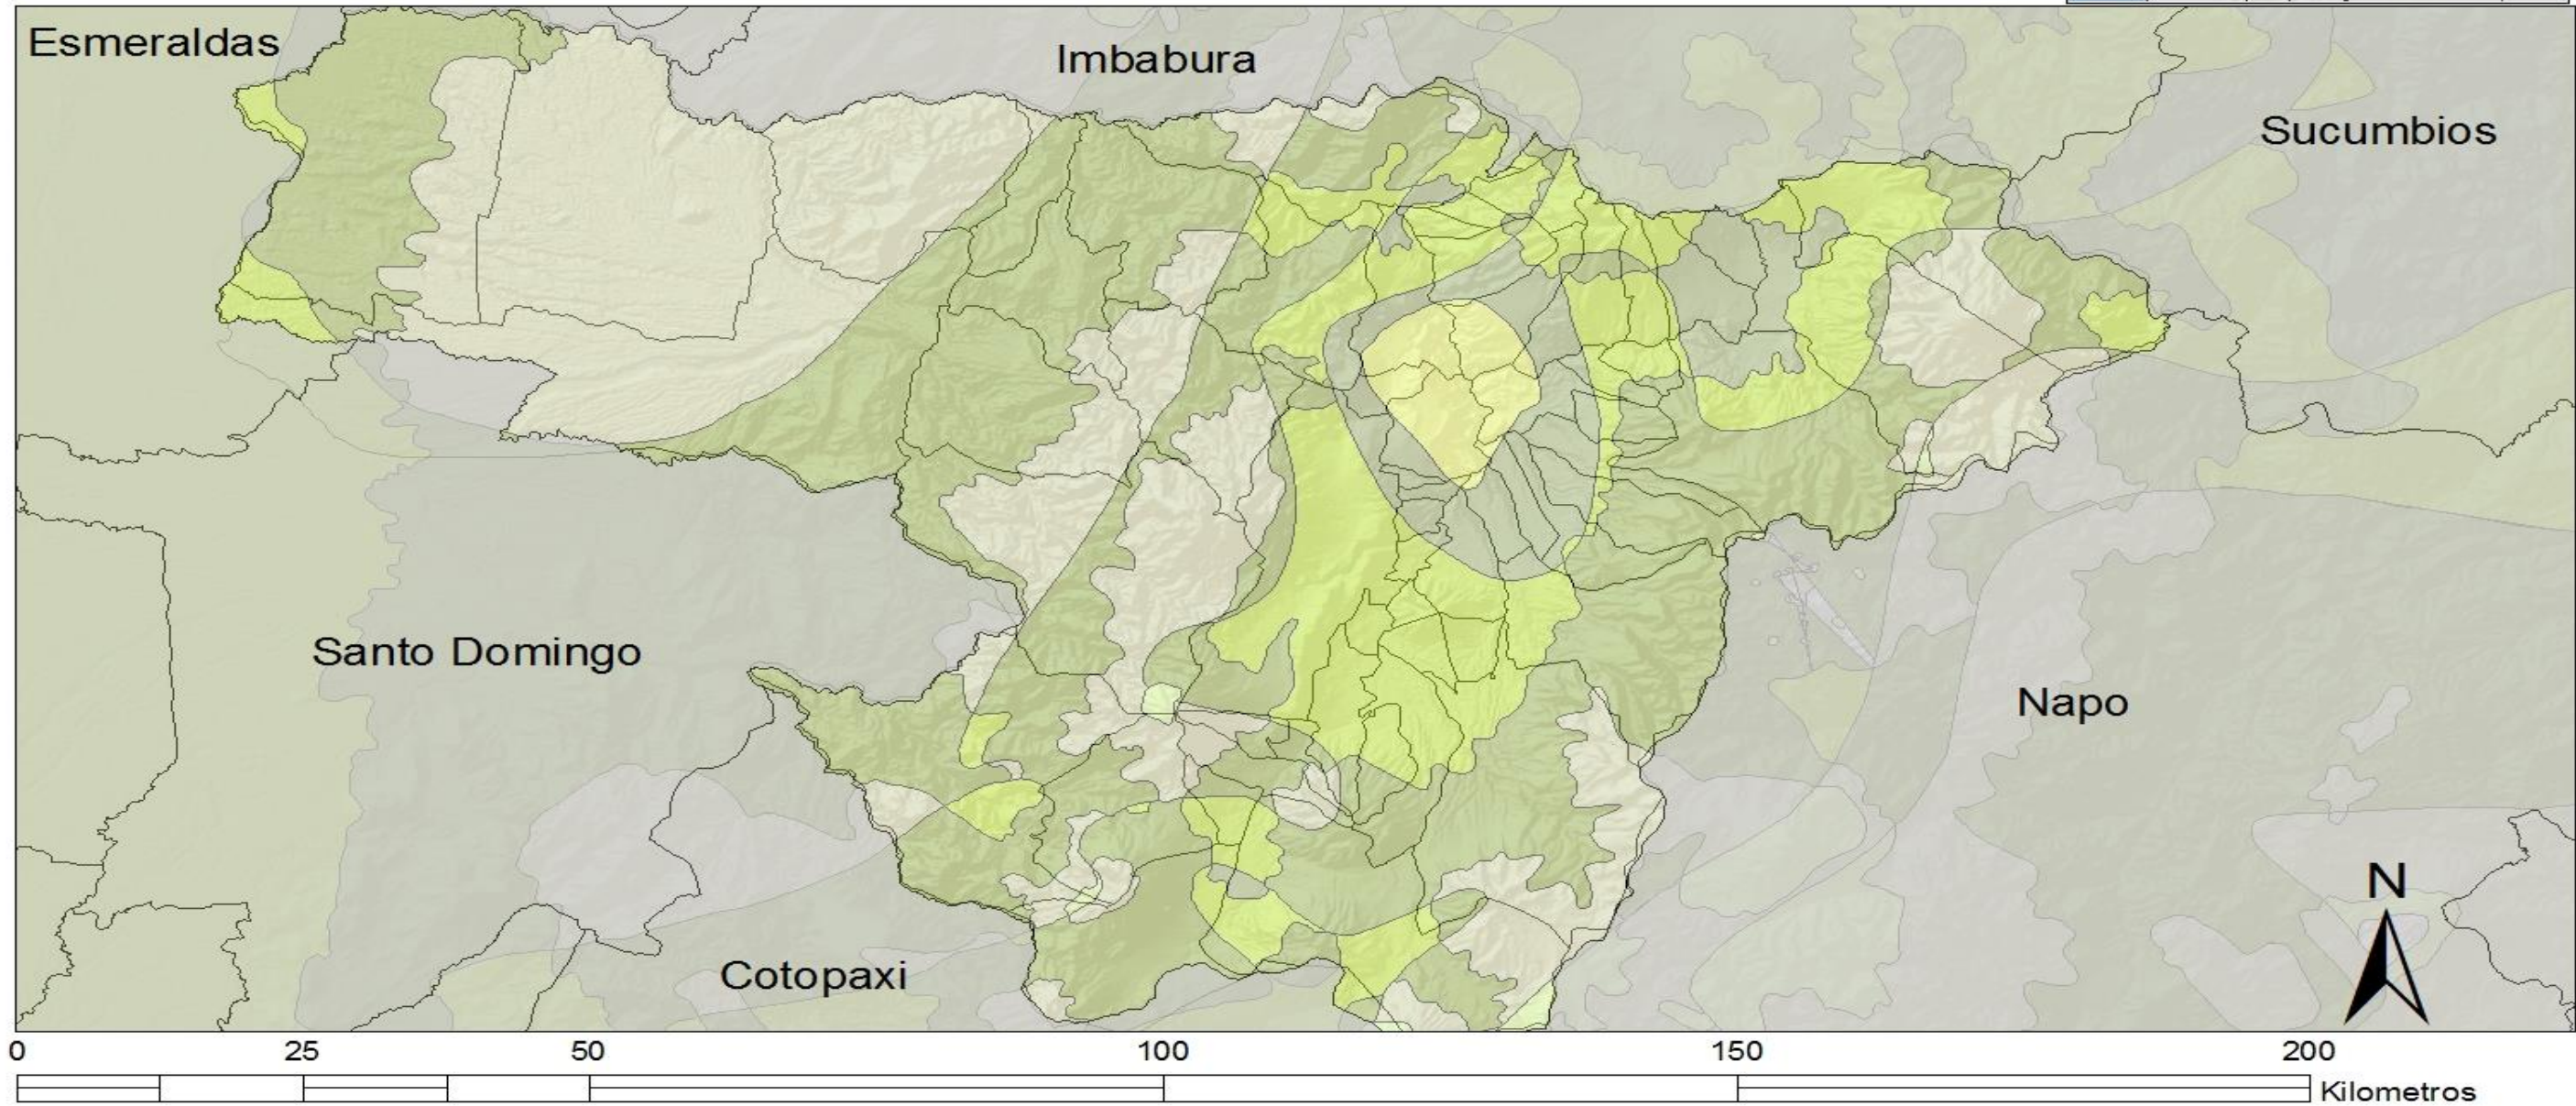 Esmeraldas
Imbabura
Sucumbios
Santo Domingo
Napo
Cotopaxi
N
0 25 50 100 150 200
Kilometros